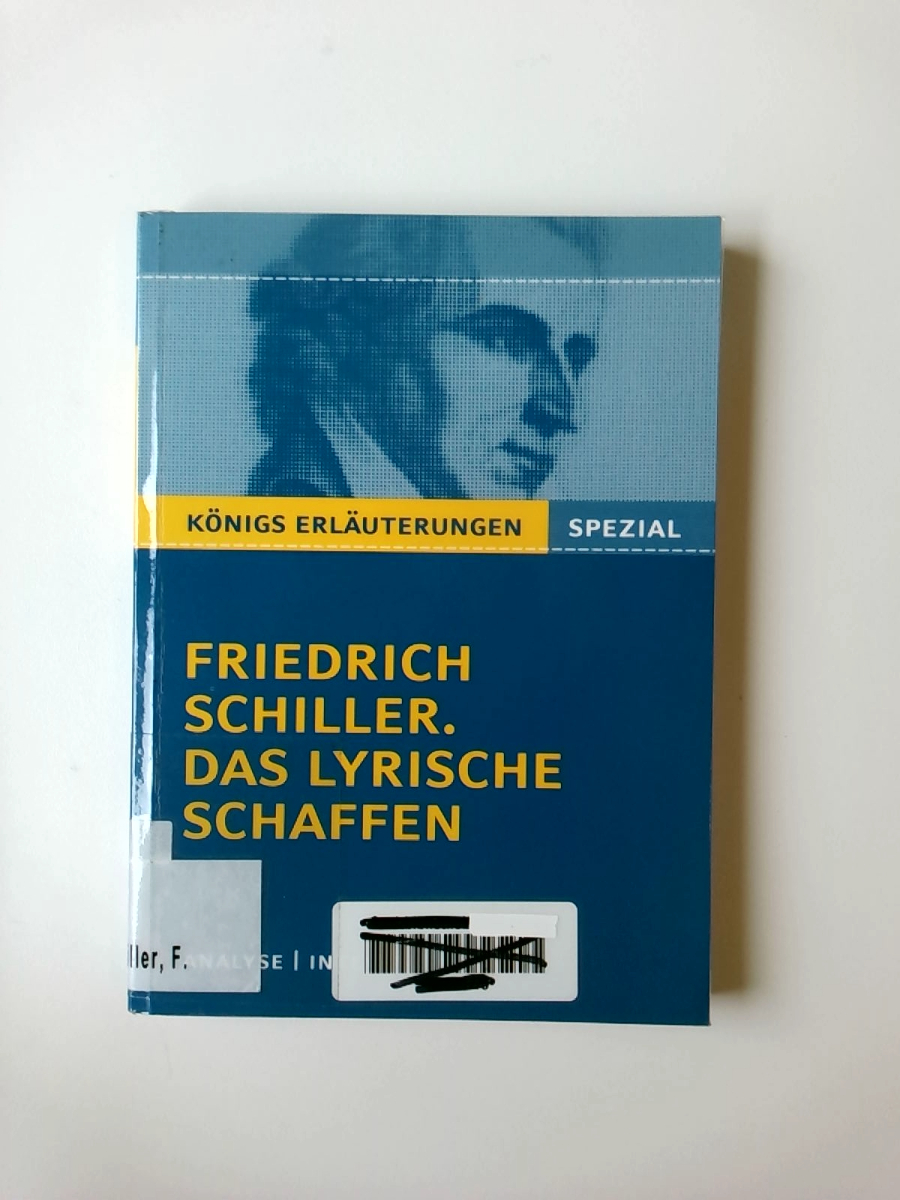 KÖNIGS ERLÄUTERUNGEN SPEZIAL
FRIEDRICH
SCHILLER.
DAS LYRISCHE
SCHAFFEN
ller, F.
ANALYSE | IN